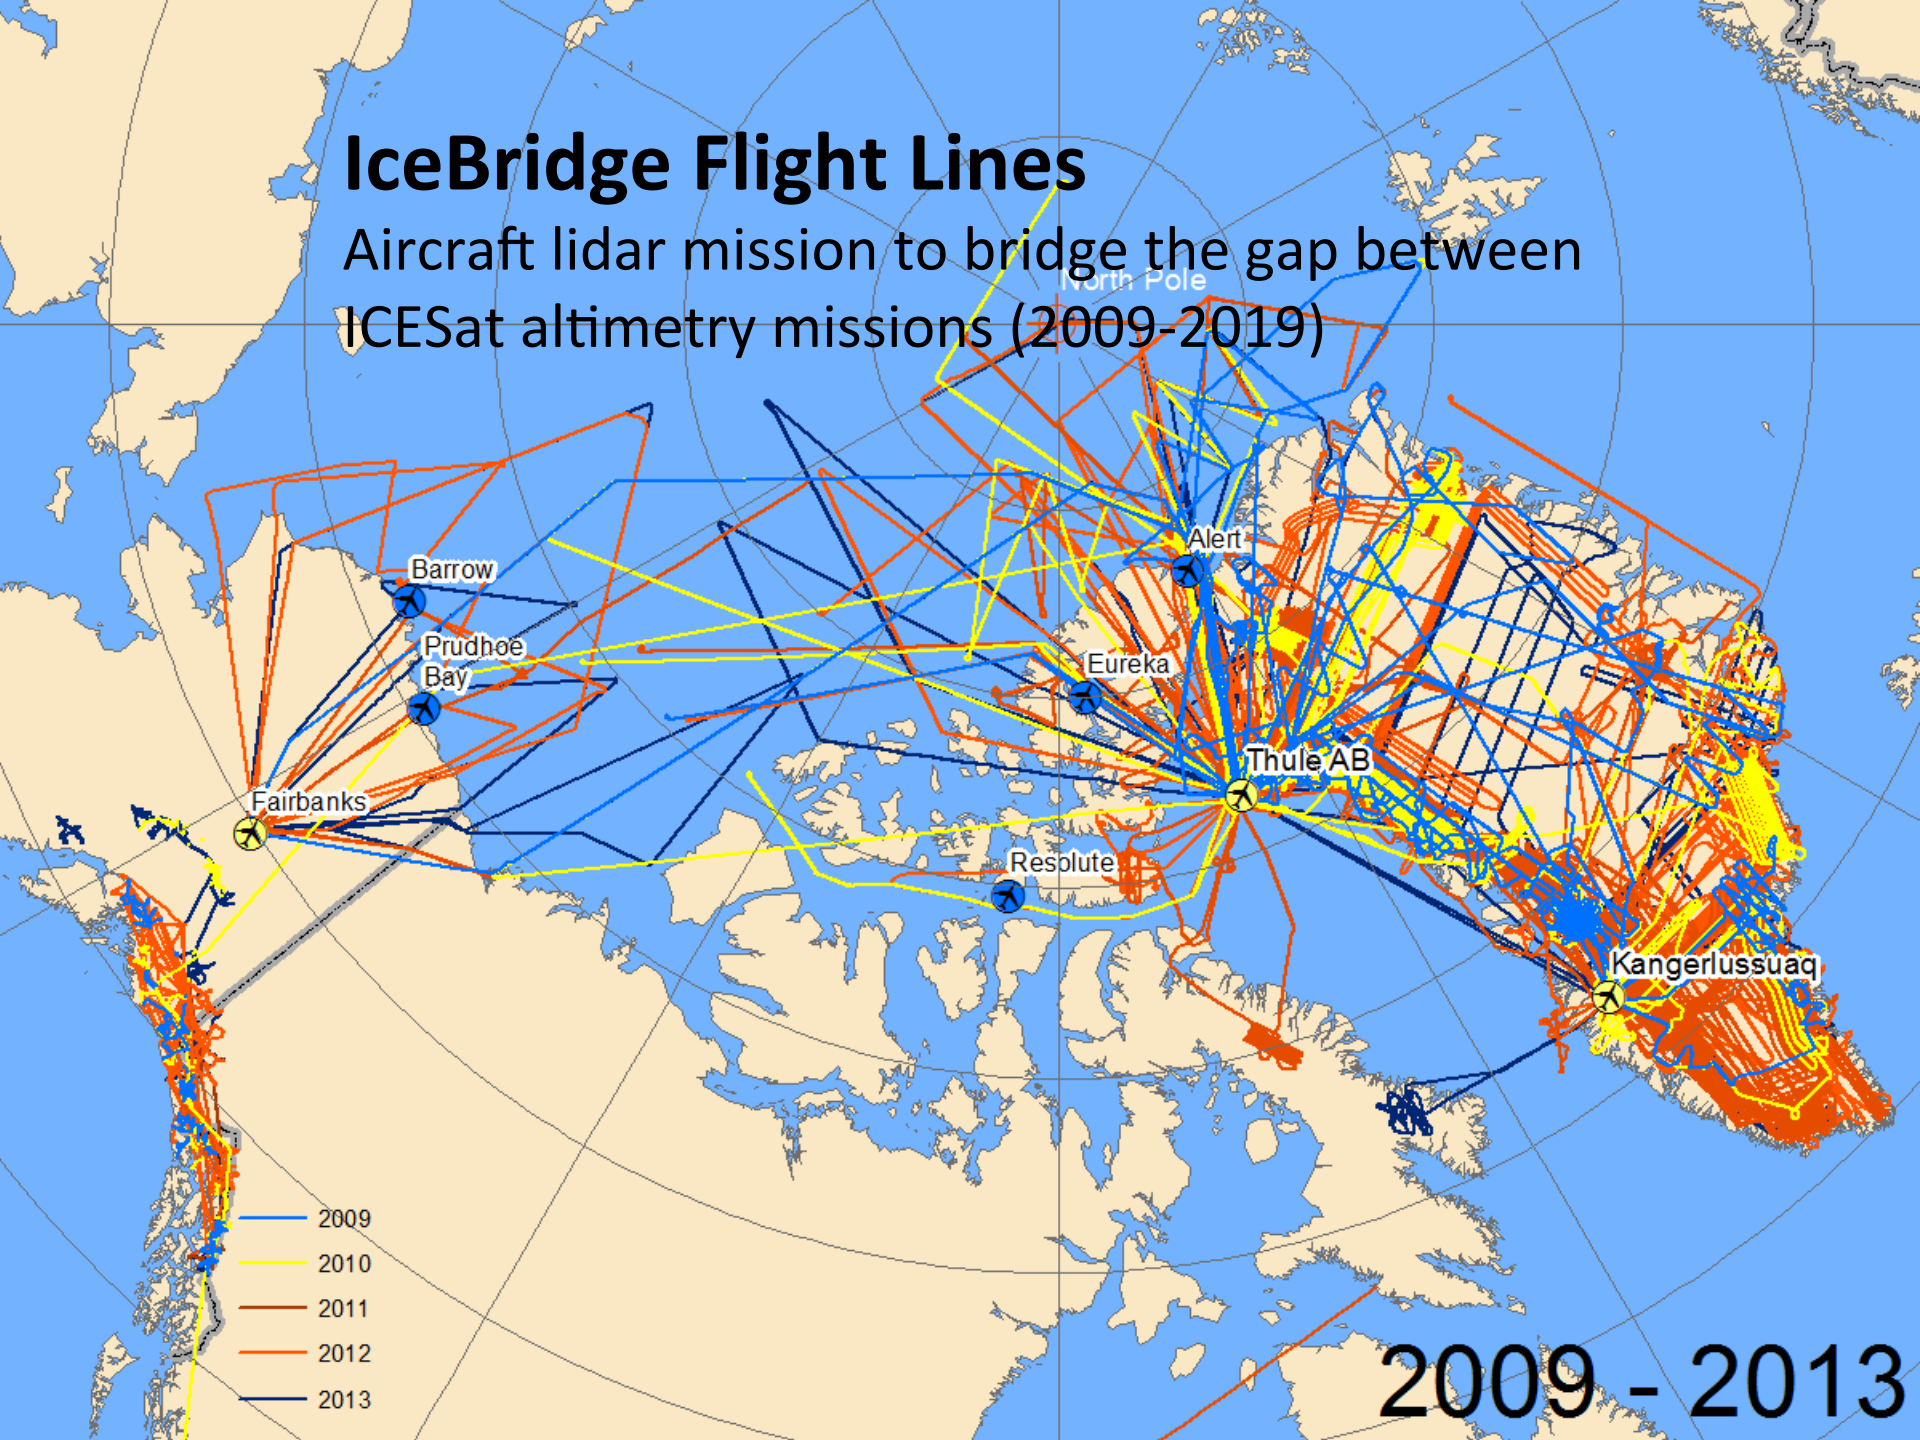 IceBridge Flight Lines
Aircraft lidar mission to bridge the gap between
North Pole
ICESat altimetry missions (2009-2019)
Alert
Barrow
Prudhoe
Bay
Eureka
Thule AB
Fairbanks
Resolute
Kangerlussuaq
2009
2010
2011
2012
2013
2009 - 2013